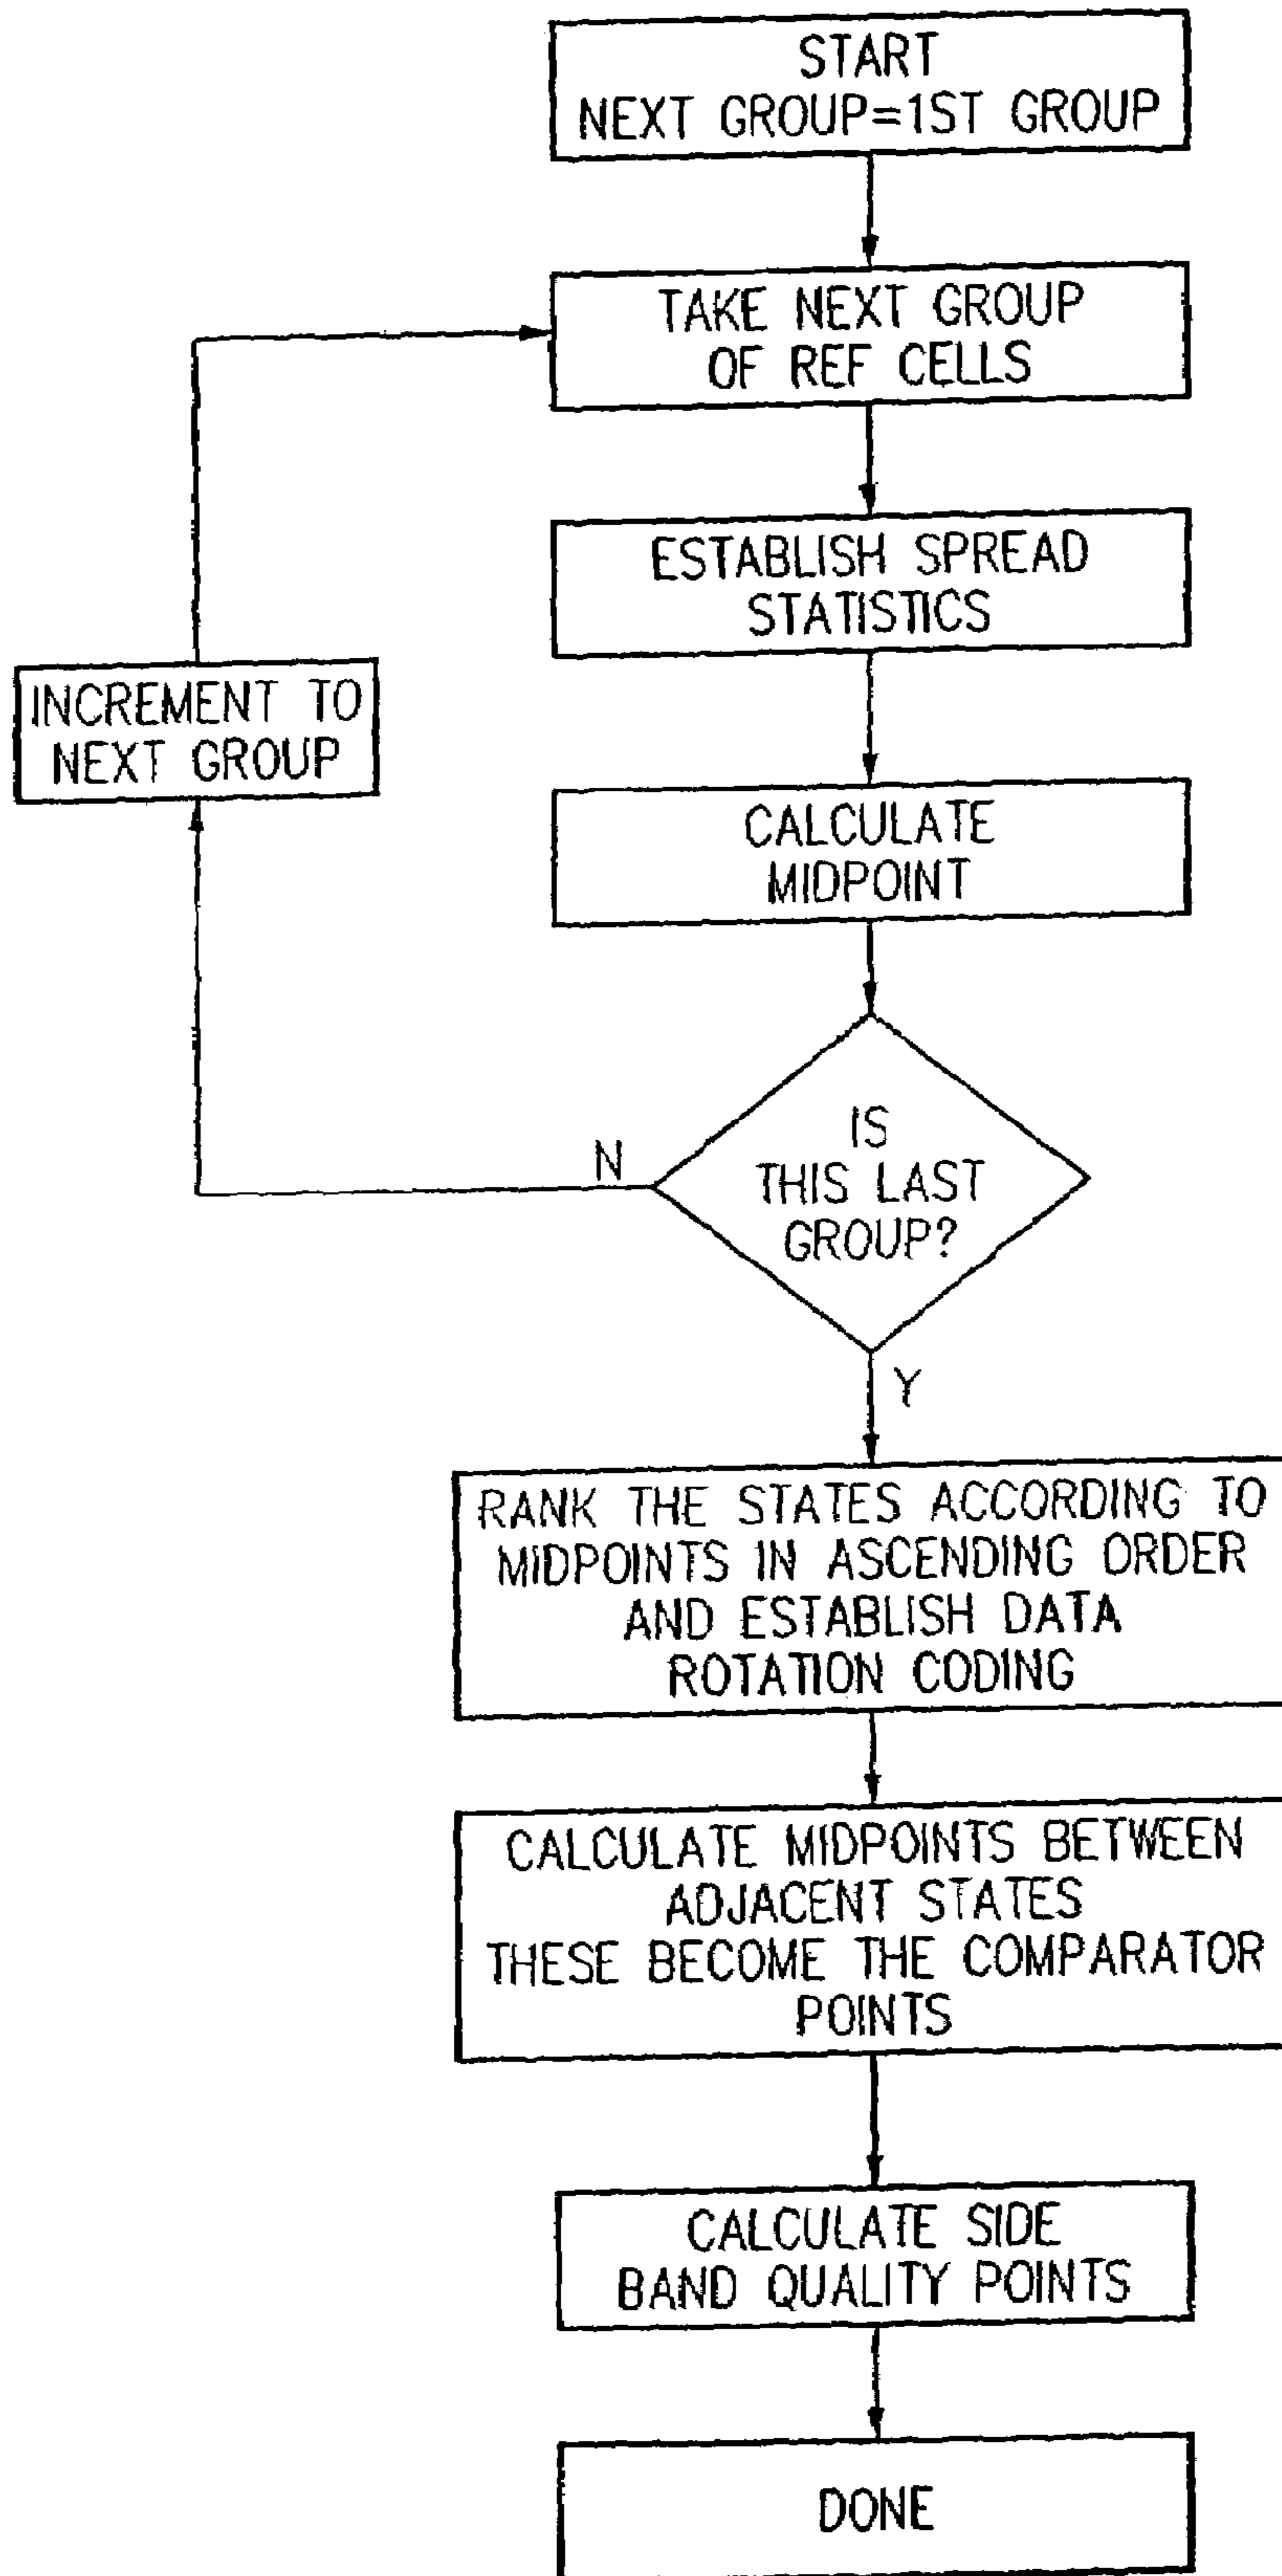 START
NEXT GROUP=1ST GROUP
TAKE NEXT GROUP
OF REF CELLS
ESTABLISH SPREAD
STATISTICS
INCREMENT TO
NEXT GROUP
CALCULATE
MIDPOINT
IS
THIS LAST
GROUP?
N
Y
RANK THE STATES ACCORDING TO
MIDPOINTS IN ASCENDING ORDER
AND ESTABLISH DATA
ROTATION CODING
CALCULATE MIDPOINTS BETWEEN
ADJACENT STATES
THESE BECOME THE COMPARATOR
POINTS
CALCULATE SIDE
BAND QUALITY POINTS
DONE